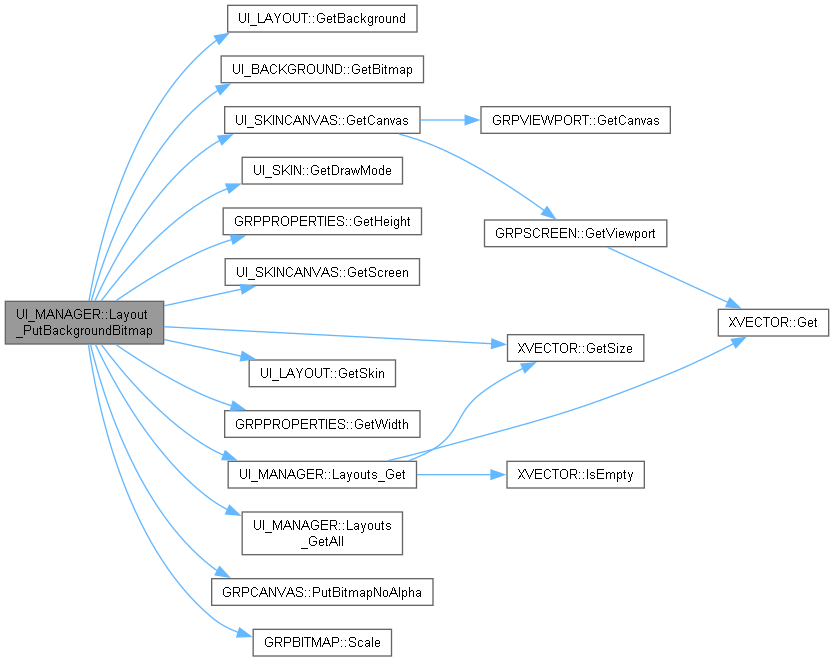 UI_LAYOUT::GetBackground
UI_BACKGROUND::GetBitmap
UI_SKINCANVAS::GetCanvas
GRPVIEWPORT::GetCanvas
UI_SKIN::GetDrawMode
GRPPROPERTIES::GetHeight
GRPSCREEN::GetViewport
UI_SKINCANVAS::GetScreen
UI_MANAGER::Layout
_PutBackgroundBitmap
XVECTOR::Get
XVECTOR::GetSize
UI_LAYOUT::GetSkin
GRPPROPERTIES::GetWidth
UI_MANAGER::Layouts_Get
XVECTOR::IsEmpty
UI_MANAGER::Layouts
_GetAll
GRPCANVAS::PutBitmapNoAlpha
GRPBITMAP::Scale